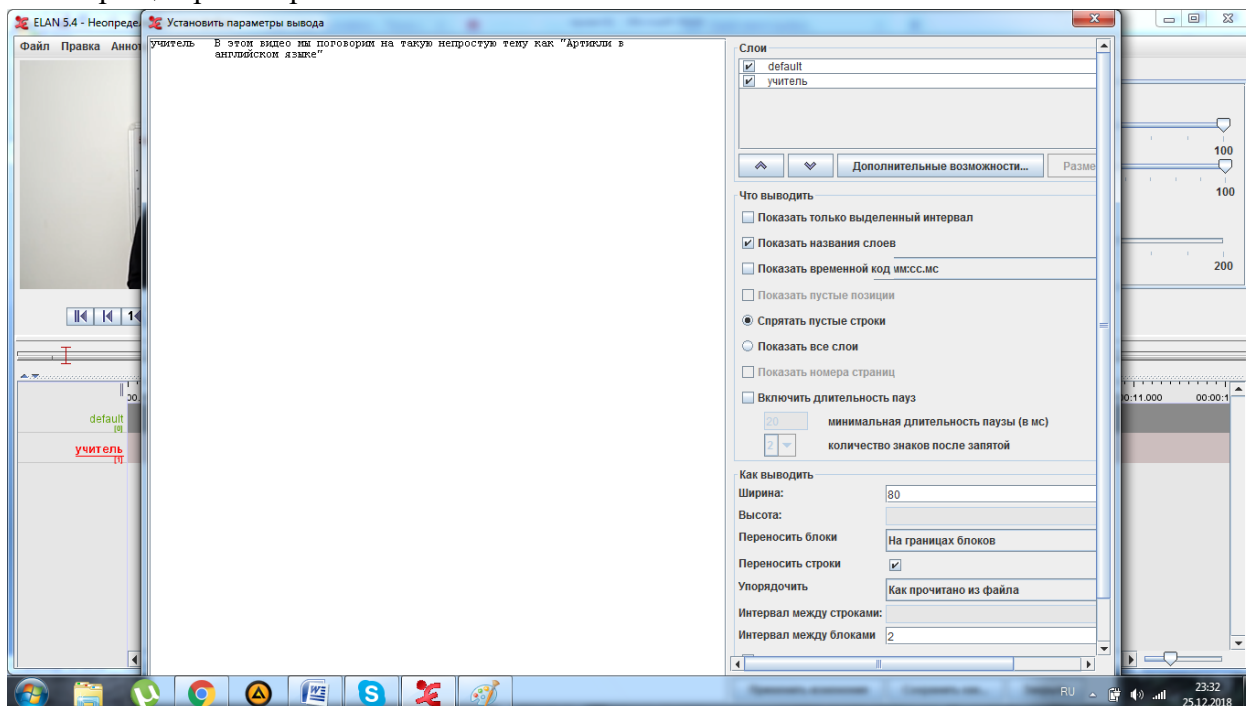 ELAN 5.4 - Неопреде
Установить параметры вывода
Файл Правка Аннот
учитель В этом видео мы поговорим на такую непростую тему как "Артикли в
английском языке"
Слои
default
учитель
Дополнительные возможности...
Разме
Что выводить
Показать только выделенный интервал
Показать названия слоев
Показать временной код
мм:сс.мс
Показать пустые позиции
Спрятать пустые строки
Показать все слои
Показать номера страниц
Включить длительность пауз
20 минимальная длительность паузы (в мс)
2 количество знаков после запятой
Как выводить
Ширина: 80
Высота:
Переносить блоки На границах блоков
Переносить строки
Упорядочить Как прочитано из файла
Интервал между строками:
Интервал между блоками 2
100
100
200
00.
0:11.000 00:00:1
default
[0]
учитель
[1]
RU
23:32
25.12.2018